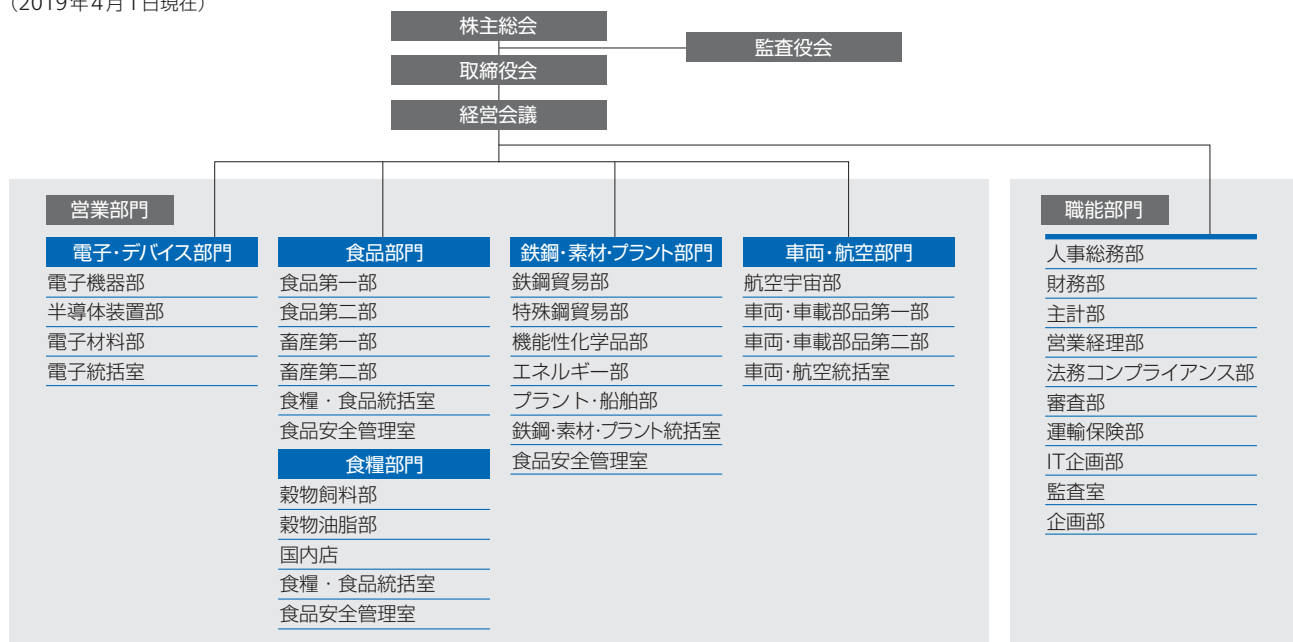 （2019年4月1日現在）
株主総会
監査役会
取締役会
経営会議
営業部門
電子・デバイス部門
電子機器部
半導体装置部
電子材料部
電子統括室
食品部門
食品第一部
食品第二部
畜産第一部
畜産第二部
食糧・食品統括室
食品安全管理室
食糧部門
穀物飼料部
穀物油脂部
国内店
食糧・食品統括室
食品安全管理室
鉄鋼・素材・プラント部門
鉄鋼貿易部
特殊鋼貿易部
機能性化学品部
エネルギー部
プラント・船舶部
鉄鋼・素材・プラント統括室
食品安全管理室
車両・航空部門
航空宇宙部
車両・車載部品第一部
車両・車載部品第二部
車両・航空統括室
職能部門
人事総務部
財務部
主計部
営業経理部
法務コンプライアンス部
審査部
運輸保険部
IT企画部
監査室
企画部